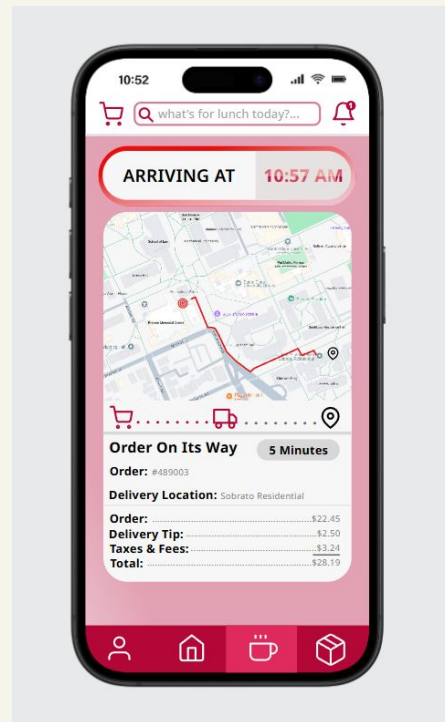 10:52
what's for lunch today?...
ARRIVING AT 10:57 AM
Order On Its Way
5 Minutes
Order: #489003
Delivery Location: Sobrato Residential
Order: $22.45
Delivery Tip: $2.50
Taxes & Fees: $3.24
Total: $28.19